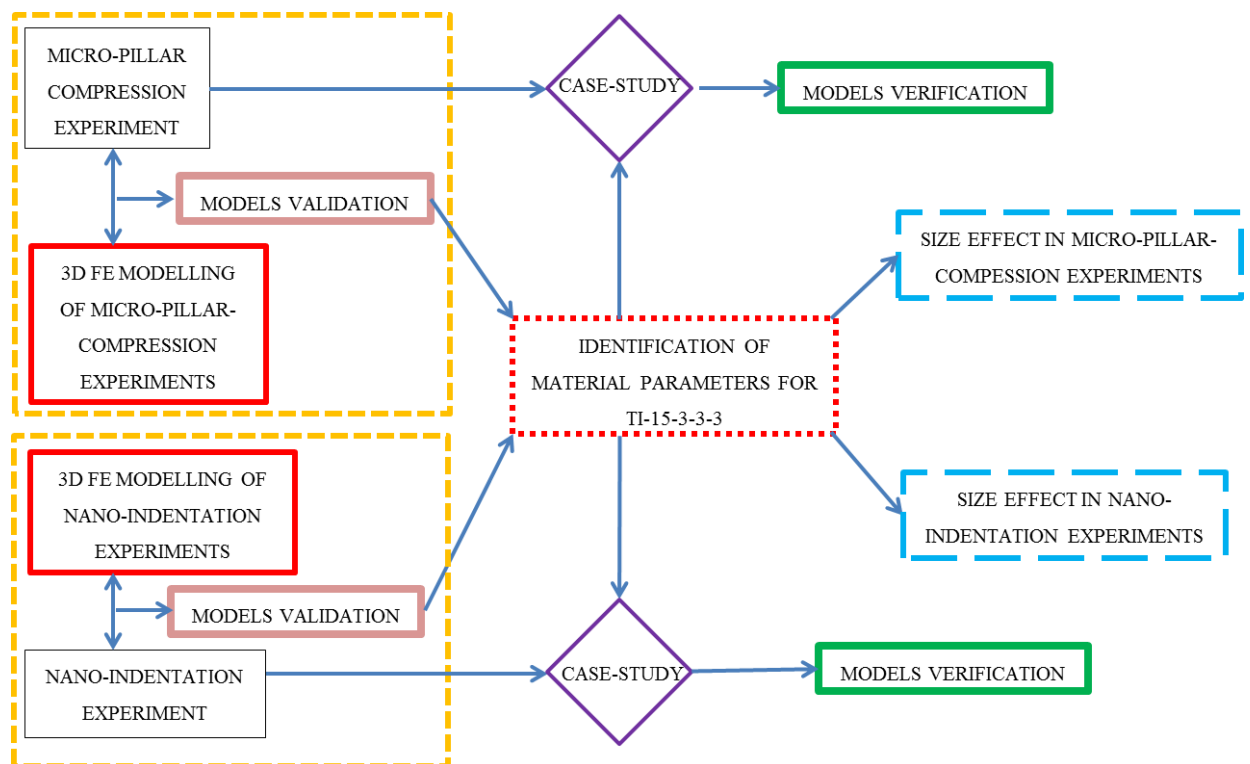 MICRO-PILLAR
COMPRESSION
EXPERIMENT
CASE-STUDY
MODELS VERIFICATION
MODELS VALIDATION
3D FE MODELLING
OF MICRO-PILLAR-
COMPRESSION
EXPERIMENTS
SIZE EFFECT IN MICRO-PILLAR-
COMPESSION EXPERIMENTS
IDENTIFICATION OF
MATERIAL PARAMETERS FOR
TI-15-3-3-3
3D FE MODELLING OF
NANO-INDENTATION
EXPERIMENTS
SIZE EFFECT IN NANO-
INDENTATION EXPERIMENTS
MODELS VALIDATION
NANO-INDENTATION
EXPERIMENT
CASE-STUDY
MODELS VERIFICATION